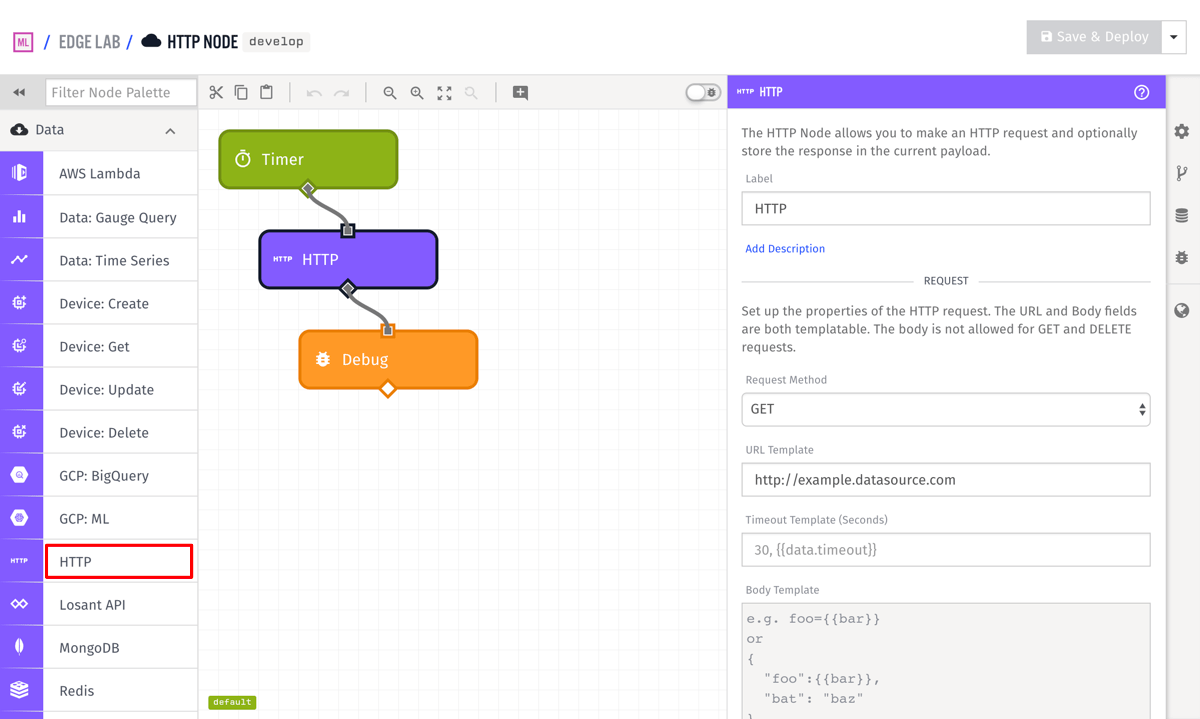 ML / EDGE LAB / HTTP NODE develop
Save & Deploy
Filter Node Palette
Data
AWS Lambda
Data: Gauge Query
Data: Time Series
Device: Create
Device: Get
Device: Update
Device: Delete
GCP: BigQuery
GCP: ML
HTTP HTTP
Losant API
MongoDB
Redis
Timer
HTTP HTTP
Debug
default
HTTP HTTP
The HTTP Node allows you to make an HTTP request and optionally
store the response in the current payload.
Label
HTTP
Add Description
REQUEST
Set up the properties of the HTTP request. The URL and Body fields
are both templatable. The body is not allowed for GET and DELETE
requests.
Request Method
GET
URL Template
http://example.datasource.com
Timeout Template (Seconds)
30, {{data.timeout}}
Body Template
e.g. foo={{bar}}
or
{
"foo":{{bar}},
"bat": "baz"
}